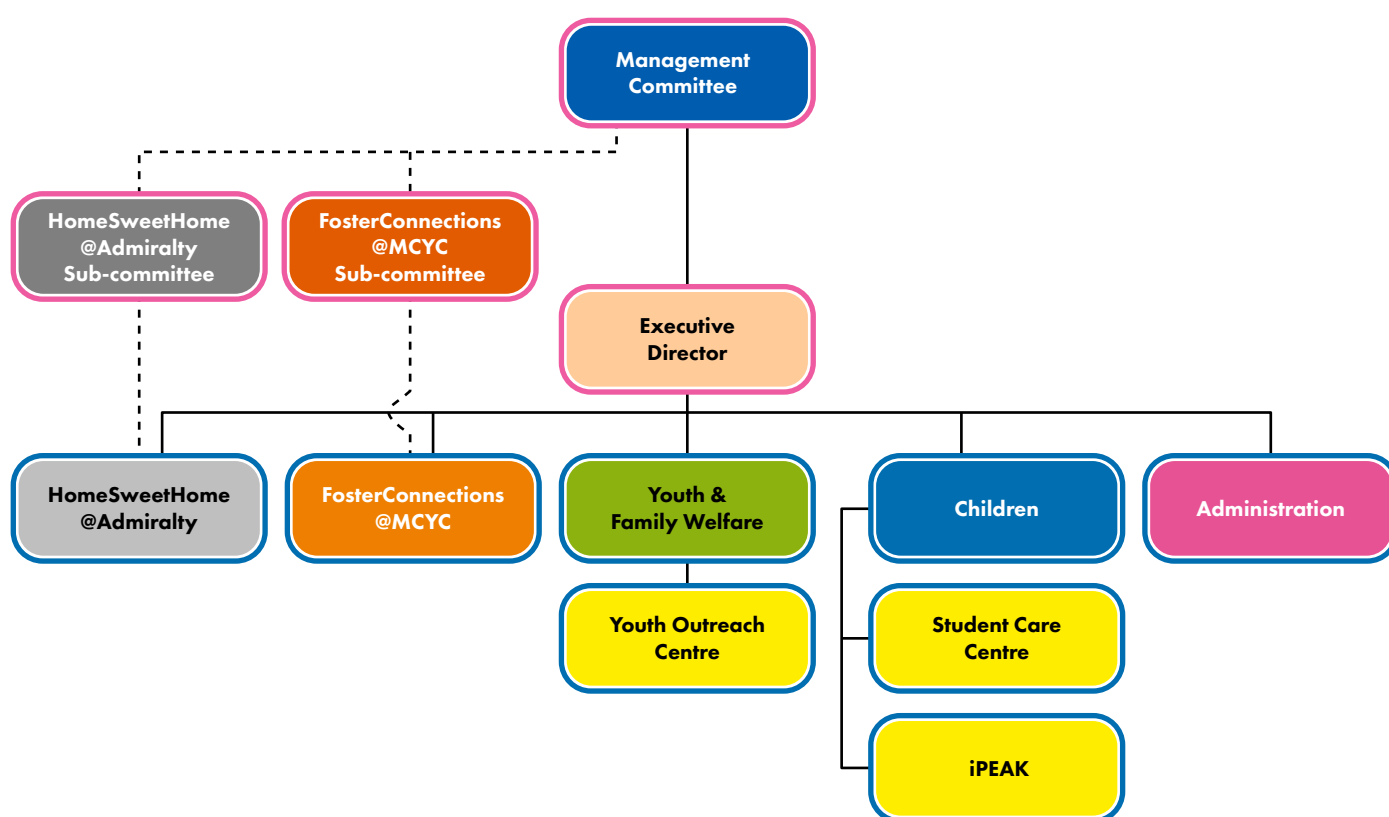 Management
Committee
HomeSweetHome
@Admiralty
Sub-committee
FosterConnections
@MCYC
Sub-committee
Executive
Director
HomeSweetHome
@Admiralty
FosterConnections
@MCYC
Youth &
Family Welfare
Children
Administration
Youth Outreach
Centre
Student Care
Centre
iPEAK